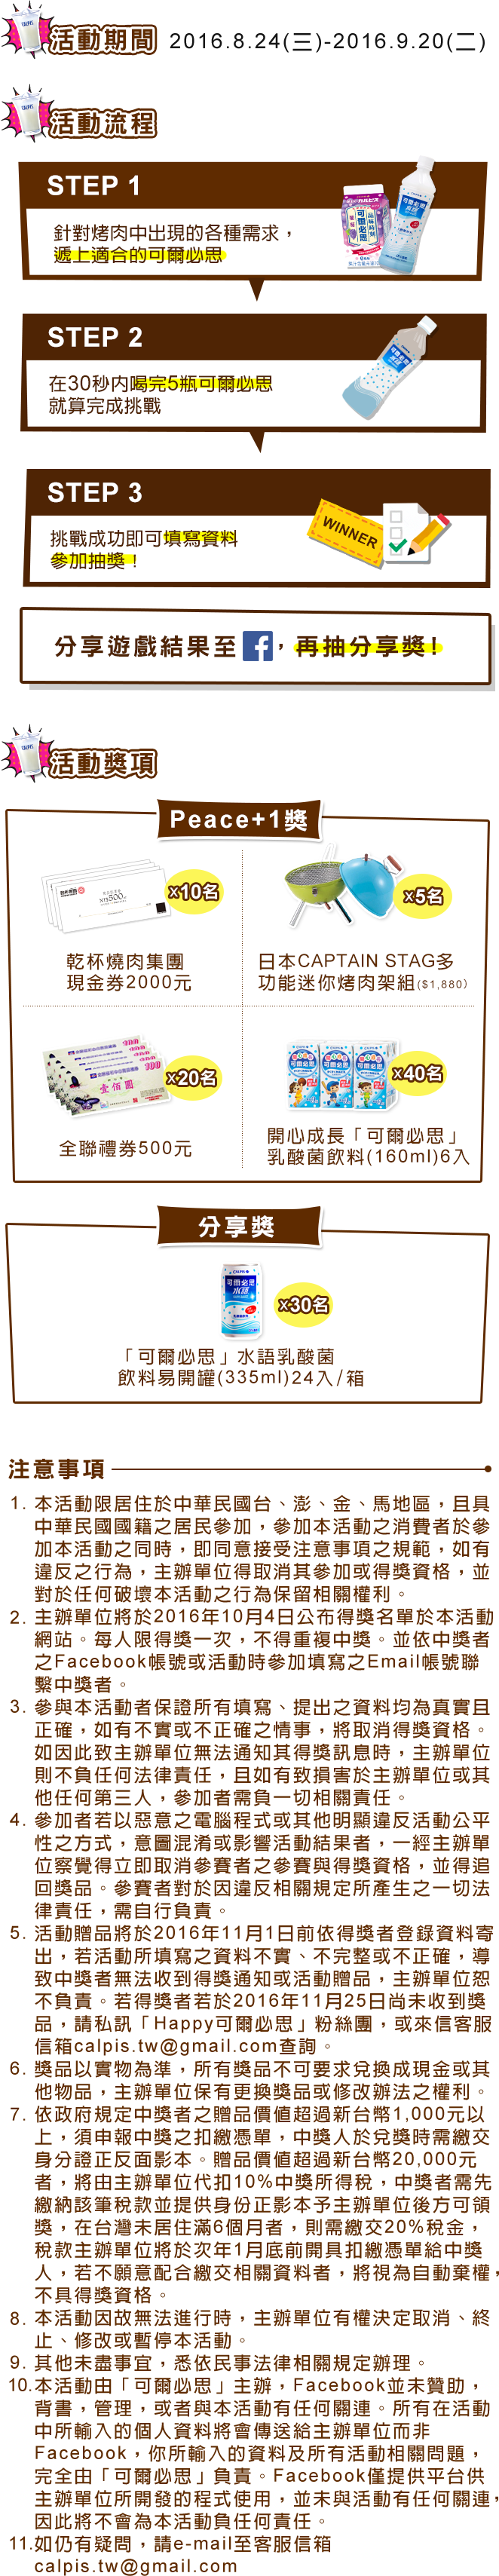 活動期間 2016.8.24(三)-2016.9.20(二)
活動流程
STEP 1
針對烤肉中出現的各種需求，
遞上適合的可爾必思
STEP 2
在30秒内喝完5瓶可爾必思
就算完成挑戰
STEP 3
挑戰成功即可填寫資料
參加抽獎！
WINNER
分享遊戲結果至f，再抽分享獎！
活動獎項
Peace+1獎
x10名
乾杯燒肉集團
現金券2000元
x5名
日本CAPTAIN STAG多
功能迷你烤肉架組($1,880)
x20名
全聯禮券500元
x40名
開心成長「可爾必思」
乳酸菌飲料(160ml)6入
分享獎
x30名
「可爾必思」水語乳酸菌
飲料易開罐(335ml)24入/箱
注意事項
1. 本活動限居住於中華民國台、澎、金、馬地區，且具
中華民國國籍之居民參加，參加本活動之消費者於參
加本活動之同時，即同意接受注意事項之規範，如有
違反之行為，主辦單位得取消其參加或得獎資格，並
對於任何破壞本活動之行為保留相關權利。
2. 主辦單位將於2016年10月4日公布得獎名單於本活動
網站。每人限得獎一次，不得重複中獎。並依中獎者
之Facebook帳號或活動時參加填寫之Email帳號聯
繫中獎者。
3. 參與本活動者保證所有填寫、提出之資料均為真實且
正確，如有不實或不正確之情事，將取消得獎資格。
如因此致主辦單位無法通知其得獎訊息時，主辦單位
則不負任何法律責任，且如有致損害於主辦單位或其
他任何第三人，參加者需負一切相關責任。
4. 參加者若以惡意之電腦程式或其他明顯違反活動公平
性之方式，意圖混淆或影響活動結果者，一經主辦單
位察覺得立即取消參賽者之參賽與得獎資格，並得追
回獎品。參賽者對於因違反相關規定所產生之一切法
律責任，需自行負責。
5. 活動贈品將於2016年11月1日前依得獎者登錄資料寄
出，若活動所填寫之資料不實、不完整或不正確，導
致中獎者無法收到得獎通知或活動贈品，主辦單位恕
不負責。若得獎者若於2016年11月25日尚未收到獎
品，請私訊「Happy可爾必思」粉絲團，或來信客服
信箱calpis.tw@gmail.com查詢。
6. 獎品以實物為準，所有獎品不可要求兌換成現金或其
他物品，主辦單位保有更換獎品或修改辦法之權利。
7. 依政府規定中獎者之贈品價值超過新台幣1,000元以
上，須申報中獎之扣繳憑單，中獎人於兌獎時需繳交
身分證正反面影本。贈品價值超過新台幣20,000元
者，將由主辦單位代扣10%中獎所得稅，中獎者需先
繳納該筆稅款並提供身份正影本予主辦單位後方可領
獎，在台灣未居住滿6個月者，則需繳交20%稅金，
稅款主辦單位將於次年1月底前開具扣繳憑單給中獎
人，若不願意配合繳交相關資料者，將視為自動棄權，
不具得獎資格。
8. 本活動因故無法進行時，主辦單位有權決定取消、終
止、修改或暫停本活動。
9. 其他未盡事宜，悉依民事法律相關規定辦理。
10.本活動由「可爾必思」主辦，Facebook並未贊助，
背書，管理，或者與本活動有任何關連。所有在活動
中所輸入的個人資料將會傳送給主辦單位而非
Facebook，你所輸入的資料及所有活動相關問題，
完全由「可爾必思」負責。Facebook僅提供平台供
主辦單位所開發的程式使用，並未與活動有任何關連，
因此將不會為本活動負任何責任。
11.如仍有疑問，請e-mail至客服信箱
calpis.tw@gmail.com